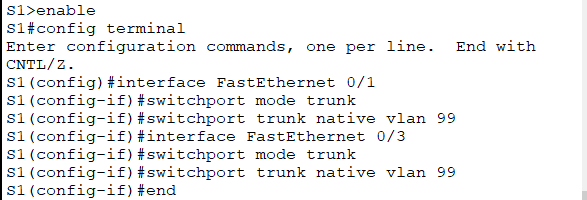 S1>enable
S1#config terminal
Enter configuration commands, one per line.  End with
CNTL/Z.
S1(config)#interface FastEthernet 0/1
S1(config-if)#switchport mode trunk
S1(config-if)#switchport trunk native vlan 99
S1(config-if)#interface FastEthernet 0/3
S1(config-if)#switchport mode trunk
S1(config-if)#switchport trunk native vlan 99
S1(config-if)#end